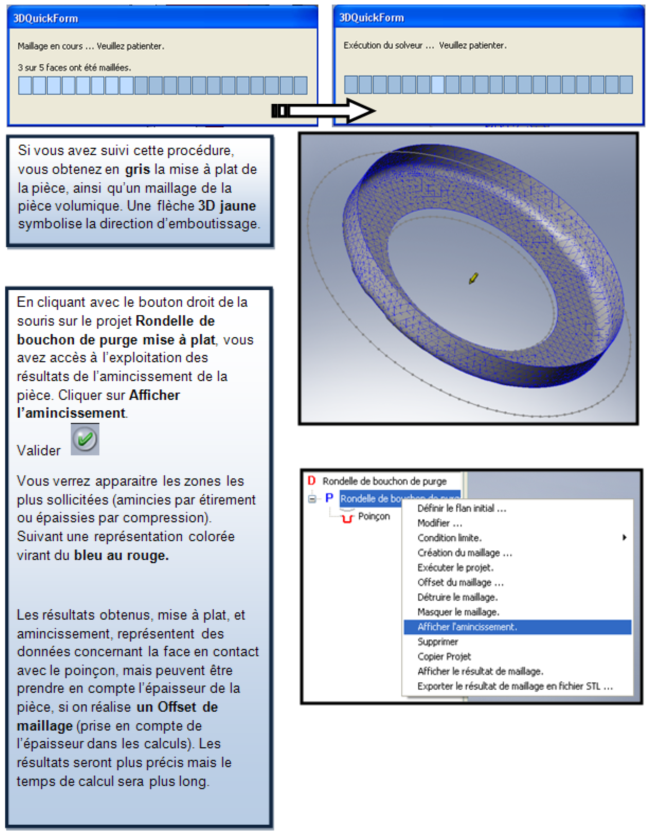 3DQuickForm
Maillage en cours ... Veuillez patienter.
3 sur 5 faces ont été maillées.
3DQuickForm
Exécution du solveur ... Veuillez patienter.
Si vous avez suivi cette procédure,
vous obtenez en gris la mise à plat de
la pièce, ainsi qu'un maillage de la
pièce volumique. Une flèche 3D jaune
symbolise la direction d'emboutissage.
En cliquant avec le bouton droit de la
souris sur le projet Rondelle de
bouchon de purge mise à plat, vous
avez accès à l'exploitation des
résultats de l'amincissement de la
pièce. Cliquer sur Afficher
l'amincissement.
Valider
Vous verrez apparaitre les zones les
plus sollicitées (amincies par étirement
ou épaissies par compression).
Suivant une représentation colorée
virant du bleu au rouge.
Les résultats obtenus, mise à plat, et
amincissement, représentent des
données concernant la face en contact
avec le poinçon, mais peuvent être
prendre en compte l'épaisseur de la
pièce, si on réalise un Offset de
maillage (prise en compte de
l'épaisseur dans les calculs). Les
résultats seront plus précis mais le
temps de calcul sera plus long.
D Rondelle de bouchon de purge
P Rondelle de bouchon de purge
Poinçon
Définir le flan initial ...
Modifier ...
Condition limite.
Création du maillage ...
Exécuter le projet.
Offset du maillage ...
Détruire le maillage.
Masquer le maillage.
Afficher l'amincissement.
Supprimer
Copier Projet
Afficher le résultat de maillage.
Exporter le résultat de maillage en fichier STL ...